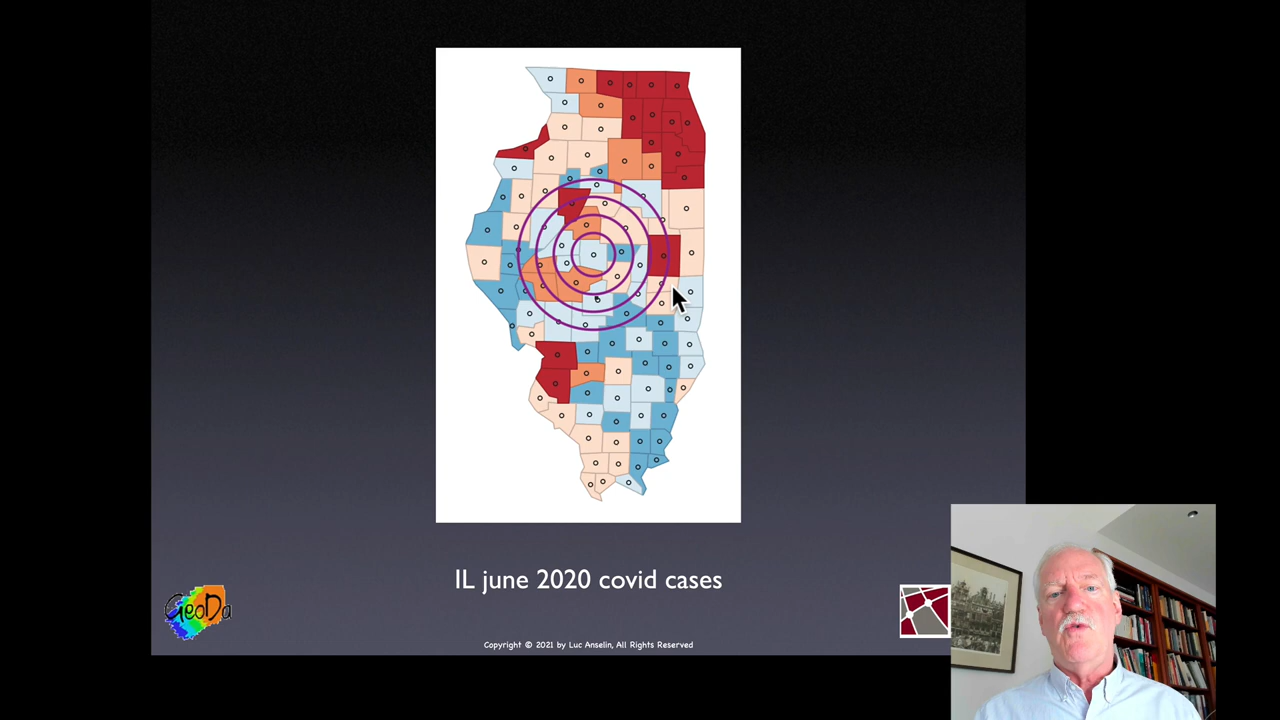 IL june 2020 covid cases
GeoDa
Copyright © 2021 by Luc Anselin, All Rights Reserved